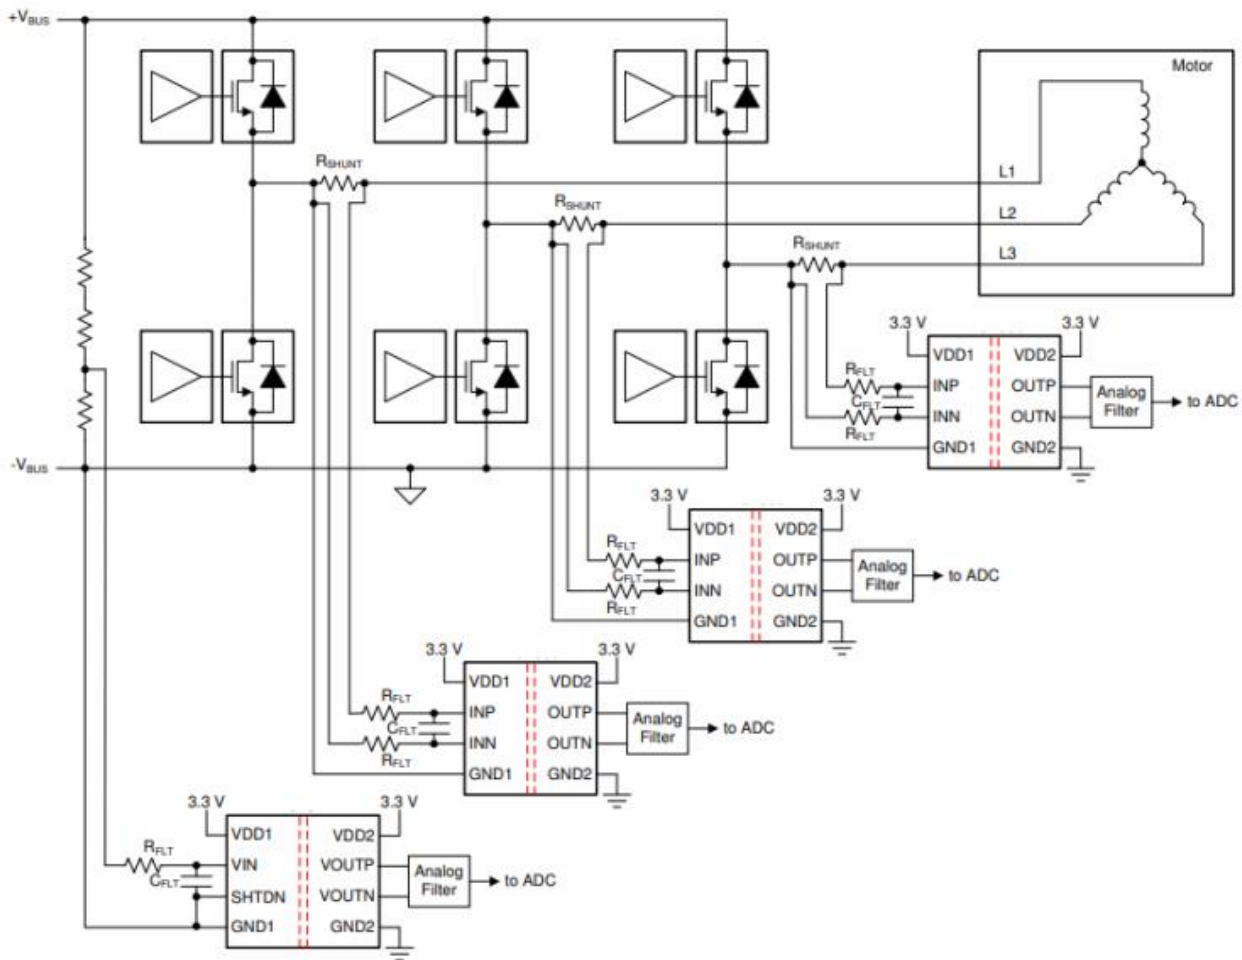 +VBUS
Motor
RSHUNT
L1
RSHUNT
L2
RSHUNT
L3
3.3 V
3.3 V
VDD1
VDD2
RFLT
INP
OUTP
Analog
Filter
to ADC
CFLT
INN
OUTN
RFLT
GND1
GND2
-VBUS
3.3 V
3.3 V
VDD1
VDD2
RFLT
INP
OUTP
Analog
Filter
to ADC
CFLT
INN
OUTN
RFLT
GND1
GND2
3.3 V
3.3 V
VDD1
VDD2
RFLT
INP
OUTP
Analog
Filter
to ADC
CFLT
INN
OUTN
RFLT
GND1
GND2
3.3 V
3.3 V
VDD1
VDD2
RFLT
VIN
VOUTP
Analog
Filter
to ADC
CFLT
SHTDN
VOUTN
GND1
GND2